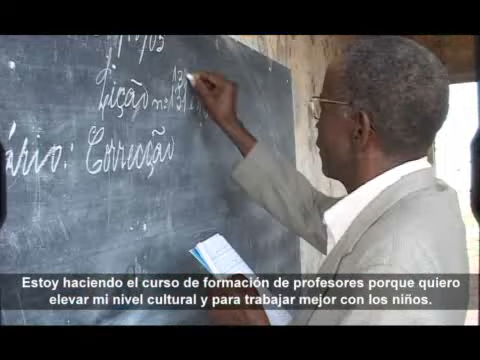 Lição nº 131
ário: Correcção
Estoy haciendo el curso de formación de profesores porque quiero
elevar mi nivel cultural y para trabajar mejor con los niños.